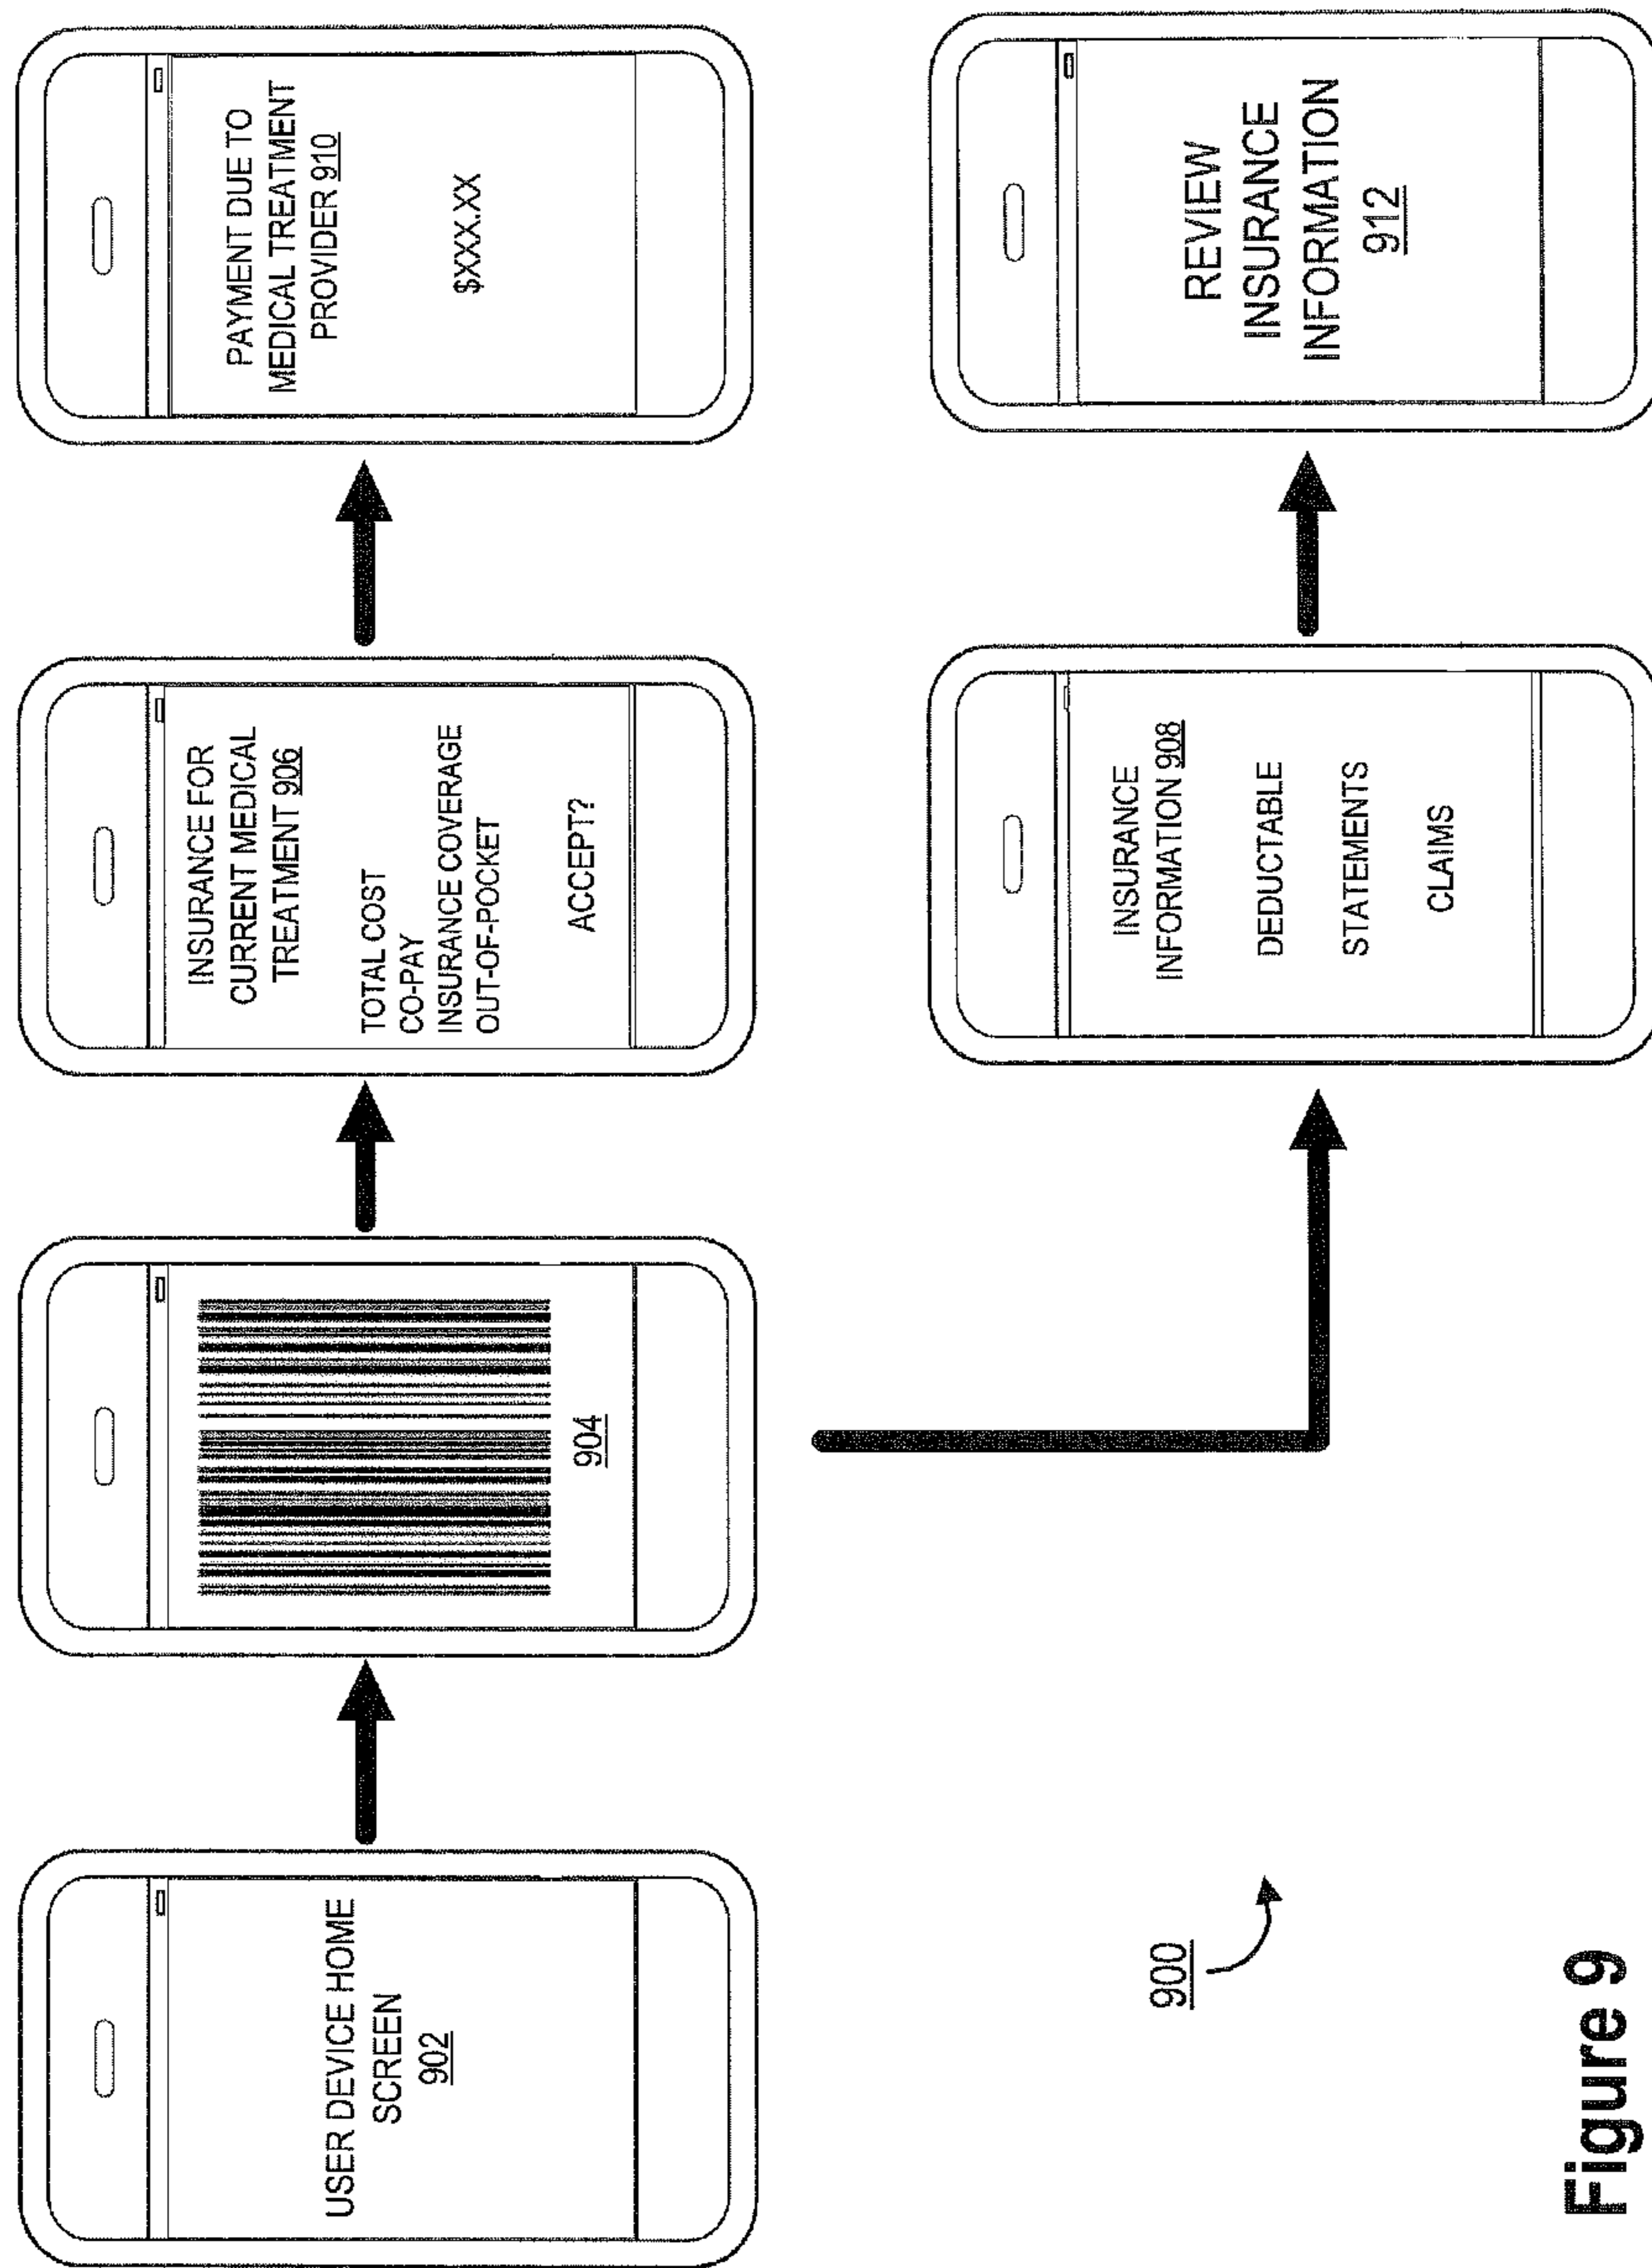 USER DEVICE HOME
SCREEN
902
904
INSURANCE FOR
CURRENT MEDICAL
TREATMENT 906
TOTAL COST
CO-PAY
INSURANCE COVERAGE
OUT-OF-POCKET
ACCEPT?
PAYMENT DUE TO
MEDICAL TREATMENT
PROVIDER 910
$XXX.XX
INSURANCE
INFORMATION 908
DEDUCTABLE
STATEMENTS
CLAIMS
REVIEW
INSURANCE
INFORMATION
912
900
Figure 9